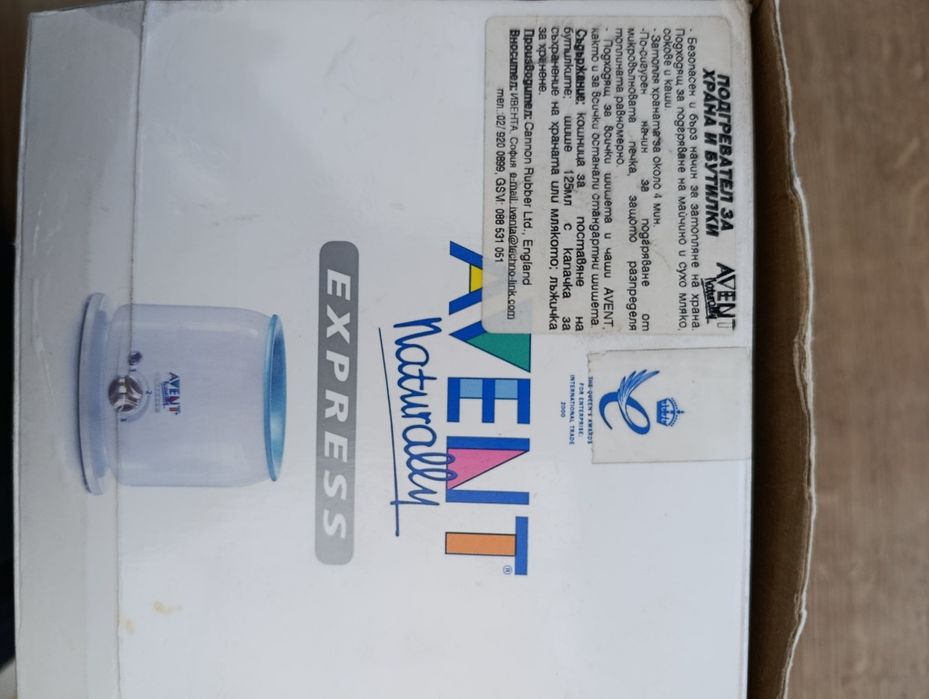 ПОДГРЕВАТЕЛ ЗА
ХРАНА И БУТИЛКИ
AVENT
Naturally
- Безопасен и бърз начин за затопляне на храна.
Подходящ за подгряване на майчино и сухо мляко,
сокове и каши.
- Затопля храната за около 4 мин.
-По-сигурен начин за подгряване от
микровълновата печка, защото разпределя
топлината равномерно.
- Подходящ за всички шишета и чаши AVENT,
както и за всички останали стандартни шишета.
Съдържание: кошница за поставяне на
бутилките; шише 125мл с капачка за
съхранение на храната или млякото; лъжичка
за хранене.
Производител: Cannon Rubber Ltd., England
Вносител: ИВЕНТА, София e-mail: iventa@techno-link.com
тел.:02/ 920 0899, GSM: 088 531 051
THE QUEEN'S AWARDS
FOR ENTERPRISE:
INTERNATIONAL TRADE
2000
AVENT®
Naturally
EXPRESS
AVENT